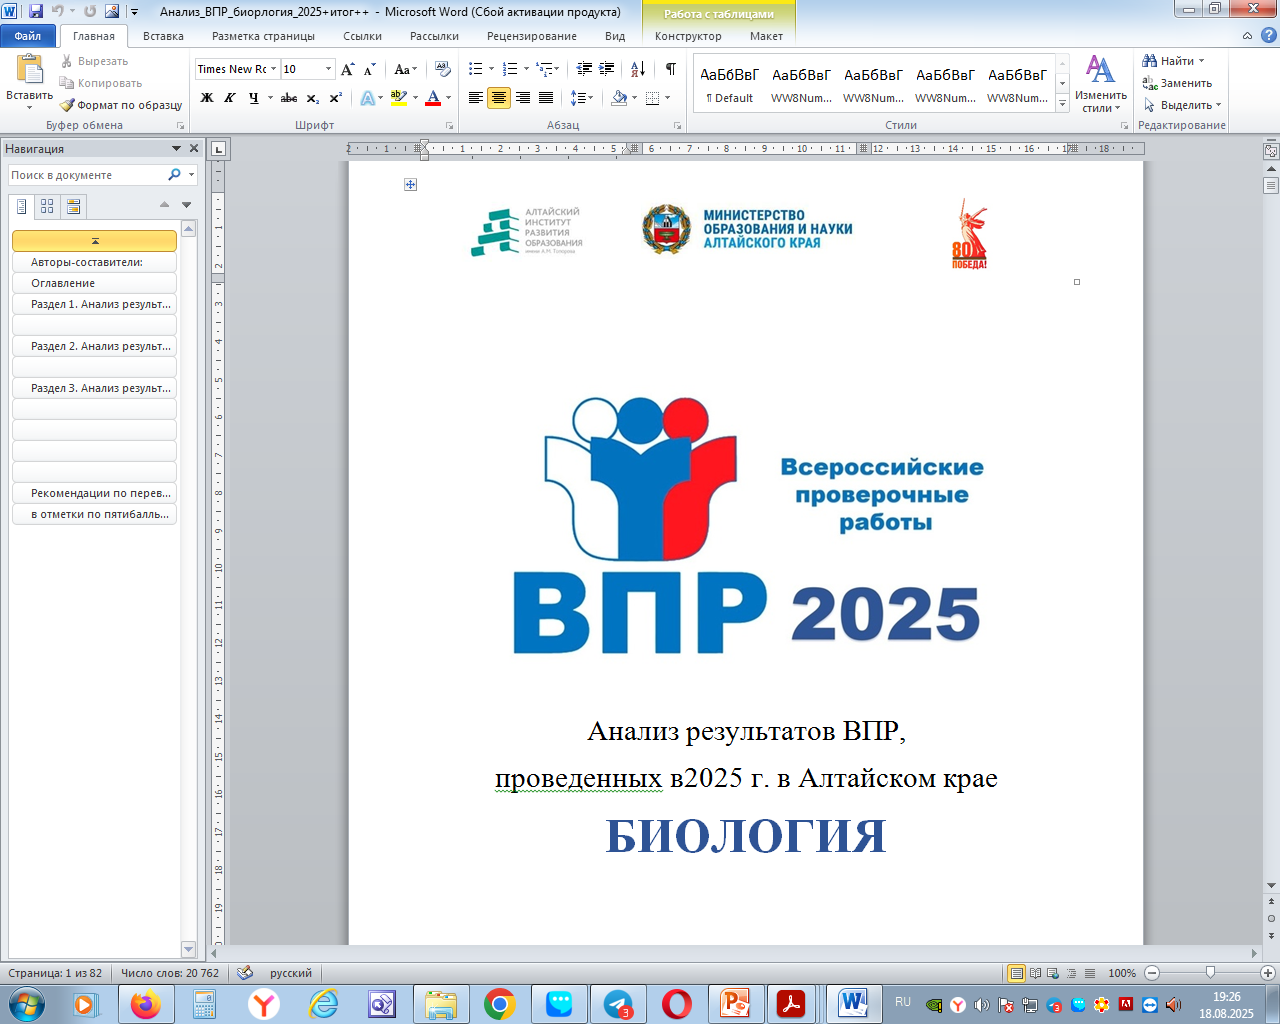 Анализ_ВПР_биорлогия_2025+итог++ - Microsoft Word (Сбой активации продукта)
Работа с таблицами
Файл
Главная
Вставка
Разметка страницы
Ссылки
Рассылки
Рецензирование
Вид
Конструктор
Макет
Вставить
Вырезать
Копировать
Формат по образцу
Буфер обмена
Times New Rc
10
Шрифт
Абзац
АаБбВвГ АаБбВвГ АаБбВвГ АаБбВвГ АаБбВвГ
¶ Default WW8Num... WW8Num... WW8Num... WW8Num...
Стили
Изменить стили
Найти
Заменить
Выделить
Редактирование
Навигация
Поиск в документе
Авторы-составители:
Оглавление
Раздел 1. Анализ результ...
Раздел 2. Анализ результ...
Раздел 3. Анализ результ...
Рекомендации по перев...
в отметки по пятибалль...
АЛТАЙСКИЙ
ИНСТИТУТ
РАЗВИТИЯ
ОБРАЗОВАНИЯ
МИНИСТЕРСТВО
ОБРАЗОВАНИЯ И НАУКИ
АЛТАЙСКОГО КРАЯ
80
ПОБЕДА!
Всероссийские
проверочные
работы
ВПР 2025
Анализ результатов ВПР,
проведенных в2025 г. в Алтайском крае
БИОЛОГИЯ
Страница: 1 из 82
Число слов: 20 762
русский
100%
RU
19:26
18.08.2025